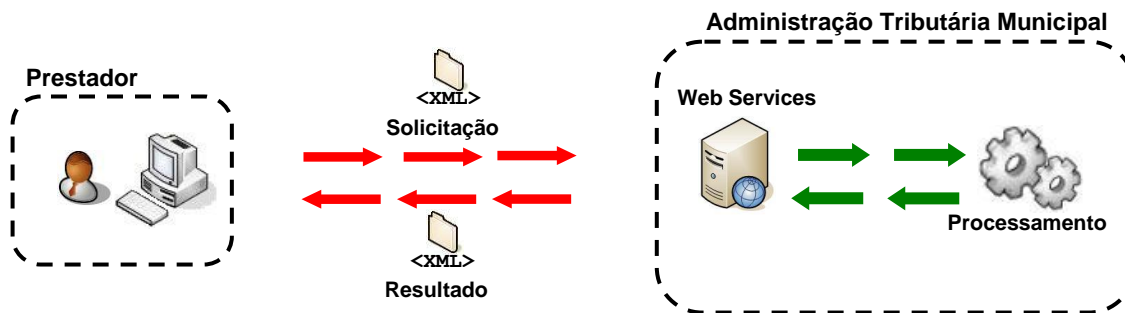 Administração Tributária Municipal
Prestador
<XML>
Solicitação
Web Services
Processamento
<XML>
Resultado